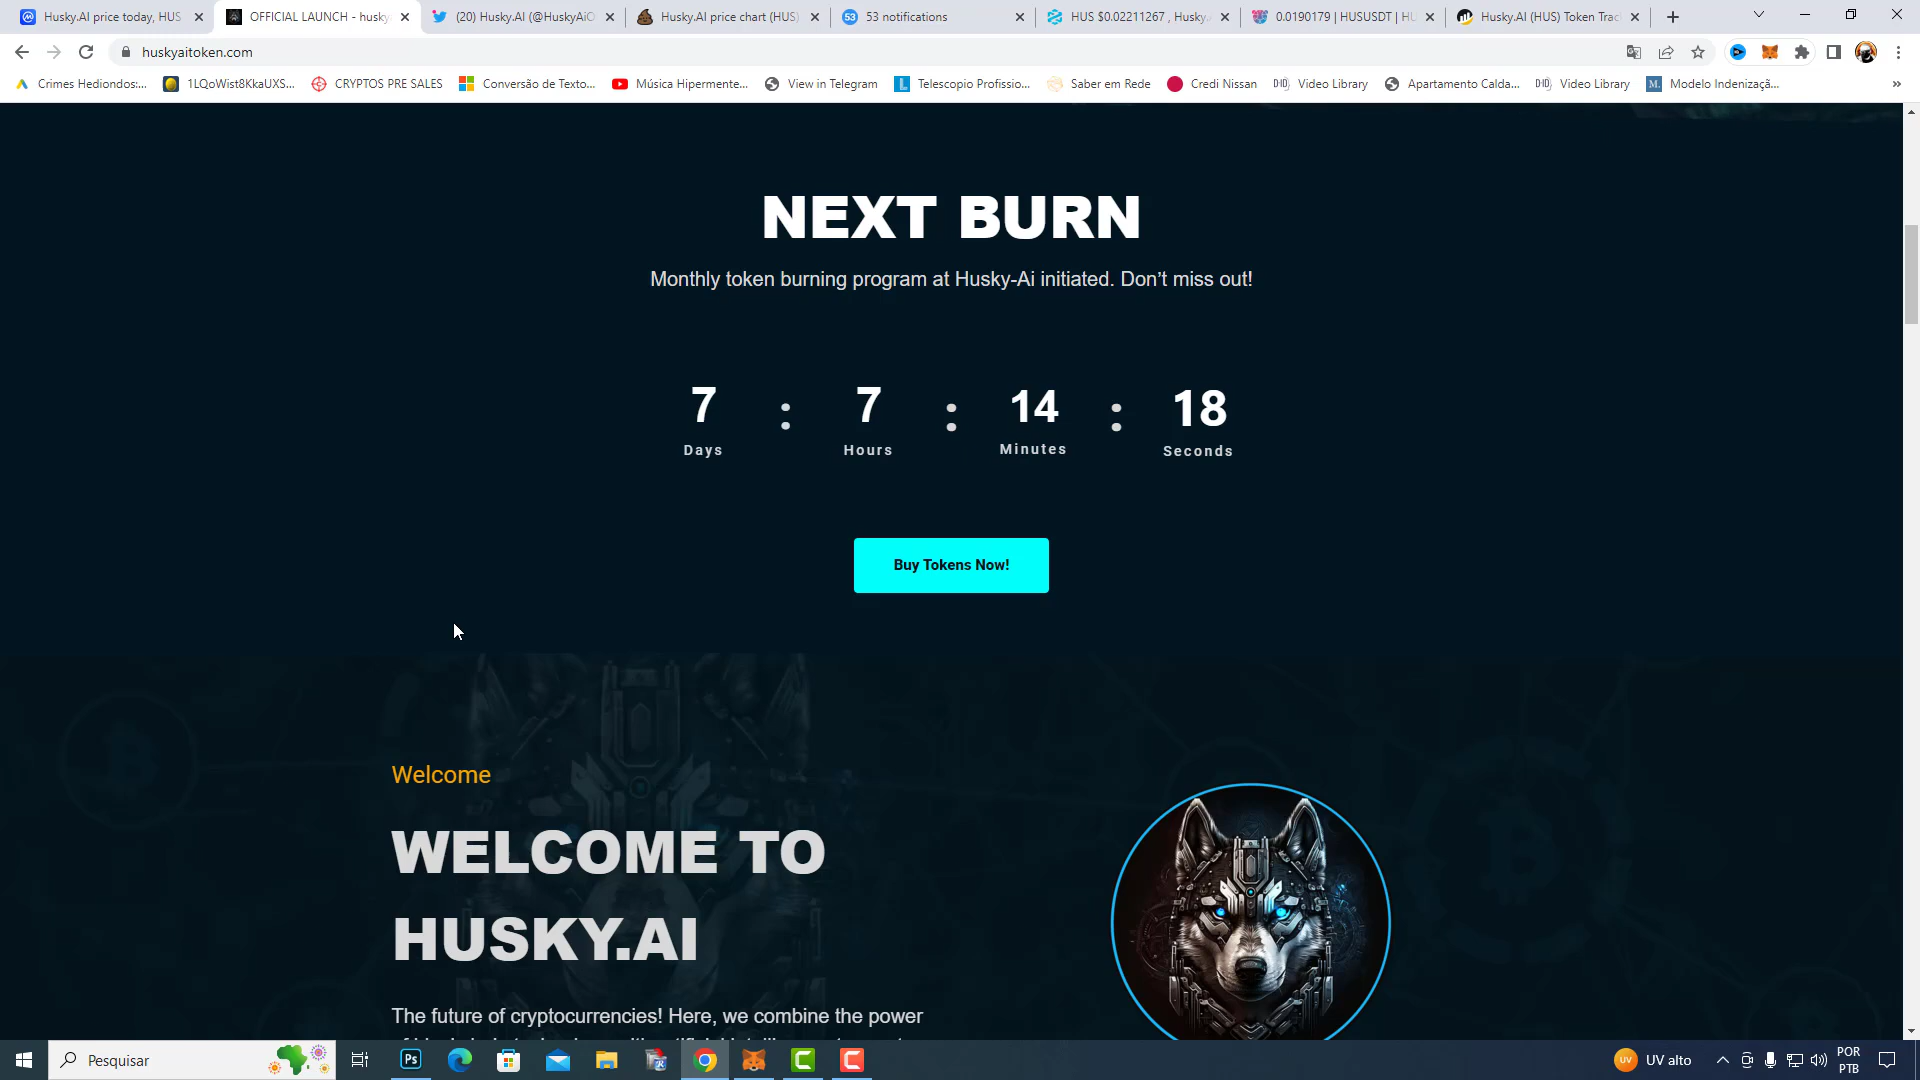 Husky.AI price today, HUS
OFFICIAL LAUNCH - husky
(20) Husky.AI (@HuskyAiO
Husky.AI price chart (HUS)
53 notifications
HUS $0.02211267 , Husky.
0.0190179 | HUSUSDT | HU
Husky.AI (HUS) Token Trac
huskyaitoken.com
Crimes Hediondos:...
1LQoWist8KkaUXS...
CRYPTOS PRE SALES
Conversão de Texto...
Música Hipermente...
View in Telegram
Telescopio Profissio...
Saber em Rede
Credi Nissan
Video Library
Apartamento Calda...
Video Library
Modelo Indenizaçã...
NEXT BURN
Monthly token burning program at Husky-Ai initiated. Don't miss out!
7 : 7 : 14 : 18
Days Hours Minutes Seconds
Buy Tokens Now!
Welcome
WELCOME TO
HUSKY.AI
The future of cryptocurrencies! Here, we combine the power
Pesquisar
UV alto
POR
PTB